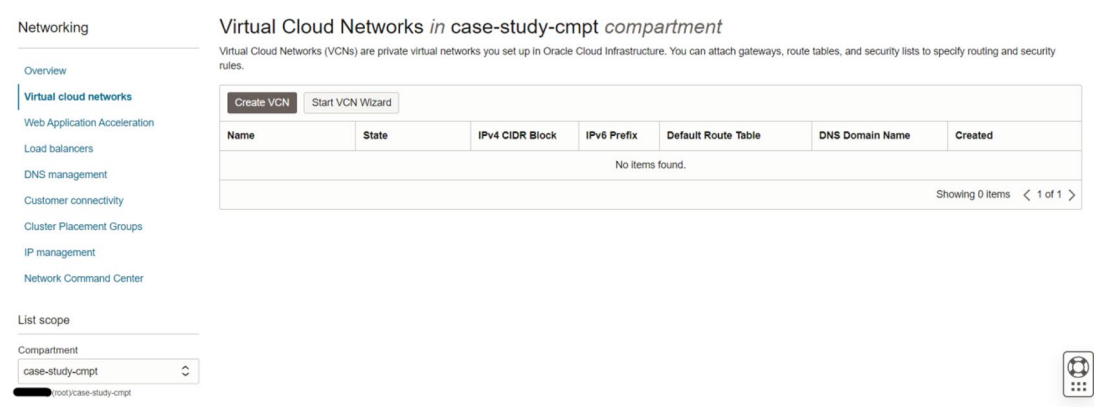 Networking
Overview
Virtual cloud networks
Web Application Acceleration
Load balancers
DNS management
Customer connectivity
Cluster Placement Groups
IP management
Network Command Center
List scope
Compartment
case-study-cmpt
(root)/case-study-cmpt
Virtual Cloud Networks in case-study-cmpt compartment
Virtual Cloud Networks (VCNs) are private virtual networks you set up in Oracle Cloud Infrastructure. You can attach gateways, route tables, and security lists to specify routing and security
rules.
Create VCN Start VCN Wizard
Name State IPv4 CIDR Block IPv6 Prefix Default Route Table DNS Domain Name Created
No items found.
Showing 0 items < 1 of 1 >